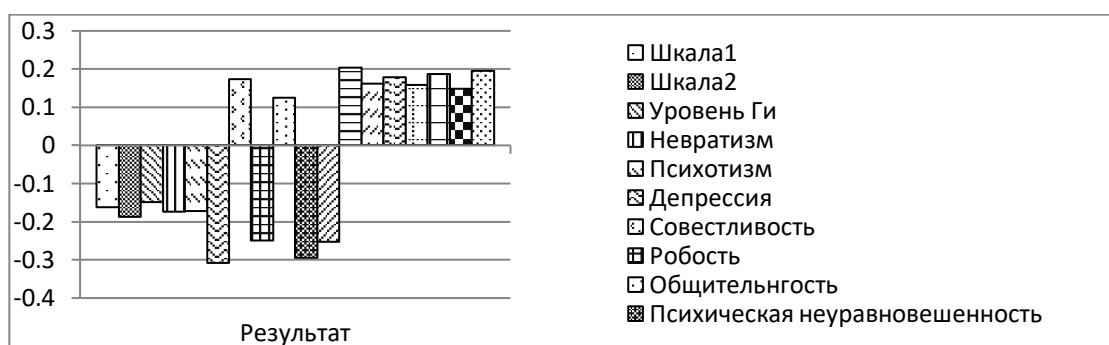 0.3
0.2
0.1
0
-0.1
-0.2
-0.3
-0.4
Результат
Шкала1
Шкала2
Уровень Ги
Невратизм
Психотизм
Депрессия
Совестливость
Робость
Общительнгость
Психическая неуравновешенность